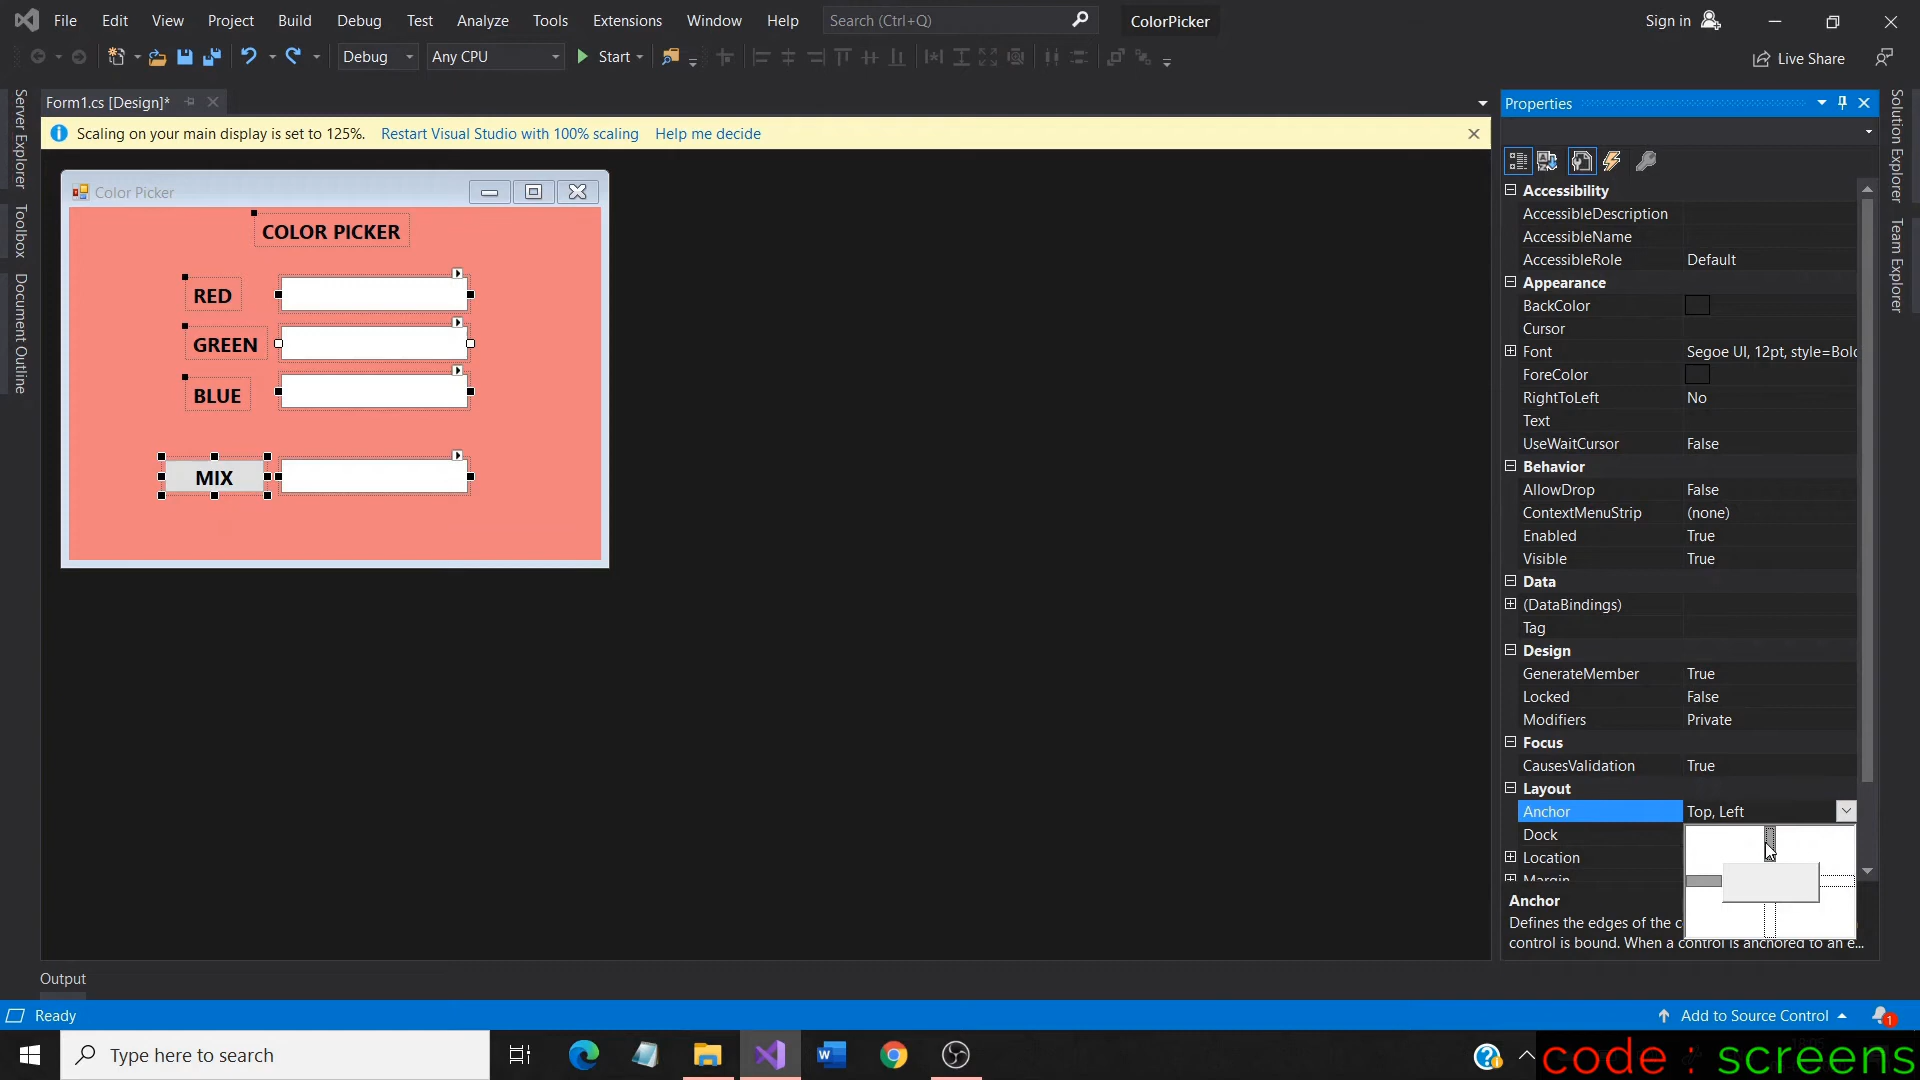 File Edit View Project Build Debug Test Analyze Tools Extensions Window Help Search (Ctrl+Q) ColorPicker Sign in
Debug Any CPU Start Live Share
Server Explorer
Toolbox
Document Outline
Form1.cs [Design]*
Scaling on your main display is set to 125%. Restart Visual Studio with 100% scaling Help me decide
Color Picker
COLOR PICKER
RED
GREEN
BLUE
MIX
Properties
Accessibility
AccessibleDescription
AccessibleName
AccessibleRole Default
Appearance
BackColor
Cursor
Font Segoe UI, 12pt, style=Bold
ForeColor
RightToLeft No
Text
UseWaitCursor False
Behavior
AllowDrop False
ContextMenuStrip (none)
Enabled True
Visible True
Data
(DataBindings)
Tag
Design
GenerateMember True
Locked False
Modifiers Private
Focus
CausesValidation True
Layout
Anchor Top, Left
Dock
Location
Margin
Anchor
Defines the edges of the c
control is bound. When a control is anchored to an e...
Solution Explorer
Team Explorer
Output
Ready
Add to Source Control 1
Type here to search
code : screens